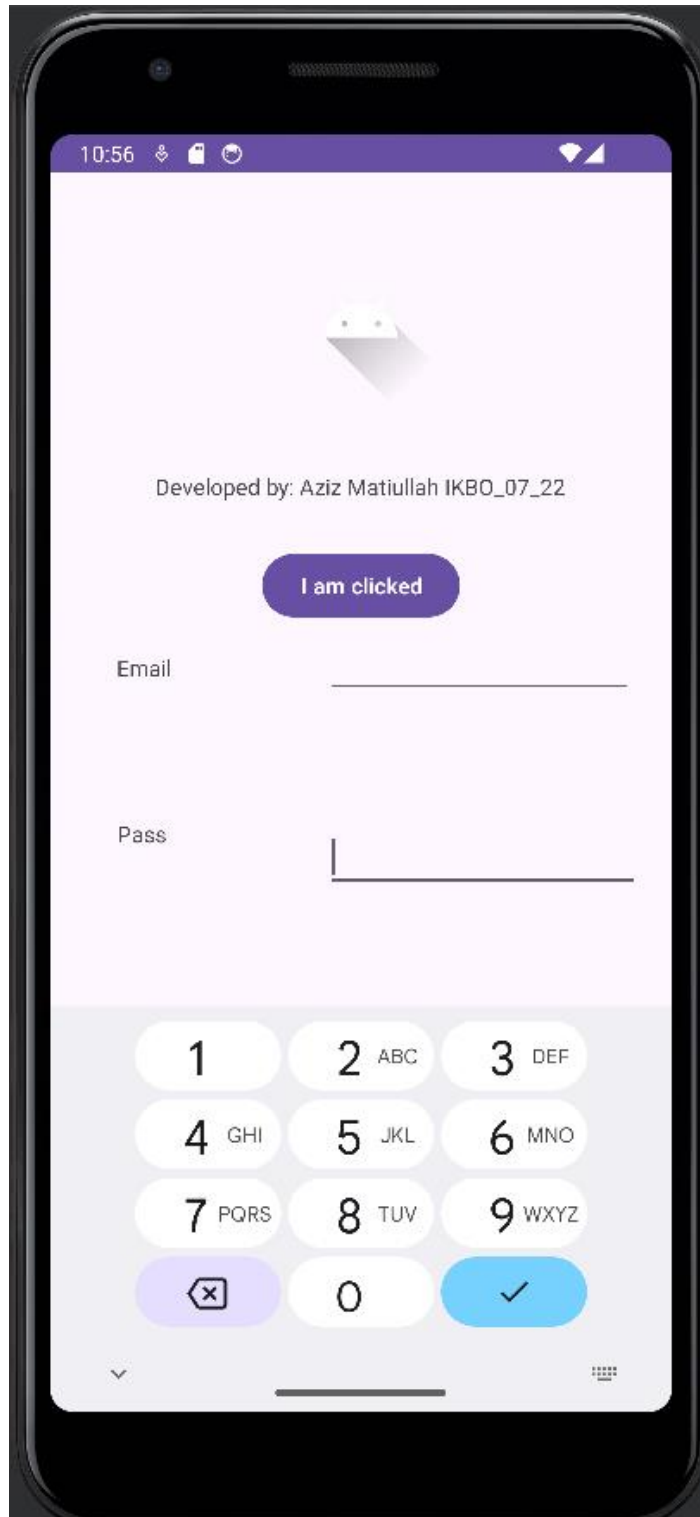 10:56
Developed by: Aziz Matiullah IKBO_07_22
I am clicked
Email
Pass
1 2 ABC 3 DEF
4 GHI 5 JKL 6 MNO
7 PQRS 8 TUV 9 WXYZ
0